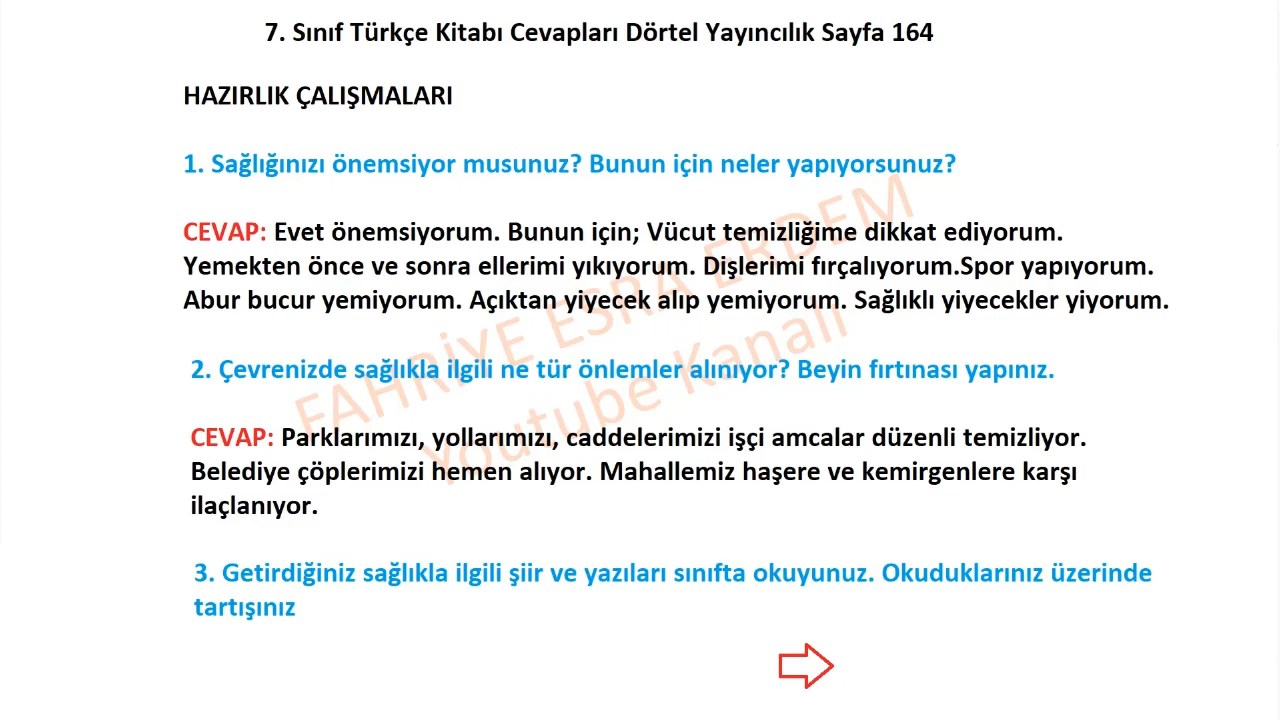 7. Sınıf Türkçe Kitabı Cevapları Dörtel Yayıncılık Sayfa 164
HAZIRLIK ÇALIŞMALARI
1. Sağlığınızı önemsiyor musunuz? Bunun için neler yapıyorsunuz?
CEVAP: Evet önemsiyorum. Bunun için; Vücut temizliğime dikkat ediyorum.
Yemekten önce ve sonra ellerimi yıkıyorum. Dişlerimi fırçalıyorum.Spor yapıyorum.
Abur bucur yemiyorum. Açıktan yiyecek alıp yemiyorum. Sağlıklı yiyecekler yiyorum.
2. Çevrenizde sağlıkla ilgili ne tür önlemler alınıyor? Beyin fırtınası yapınız.
CEVAP: Parklarımızı, yollarımızı, caddelerimizi işçi amcalar düzenli temizliyor.
Belediye çöplerimizi hemen alıyor. Mahallemiz haşere ve kemirgenlere karşı
ilaçlanıyor.
3. Getirdiğiniz sağlıkla ilgili şiir ve yazıları sınıfta okuyunuz. Okuduklarınız üzerinde
tartışınız
FAHRİYE ESRA ERDEM
Youtube Kanalı